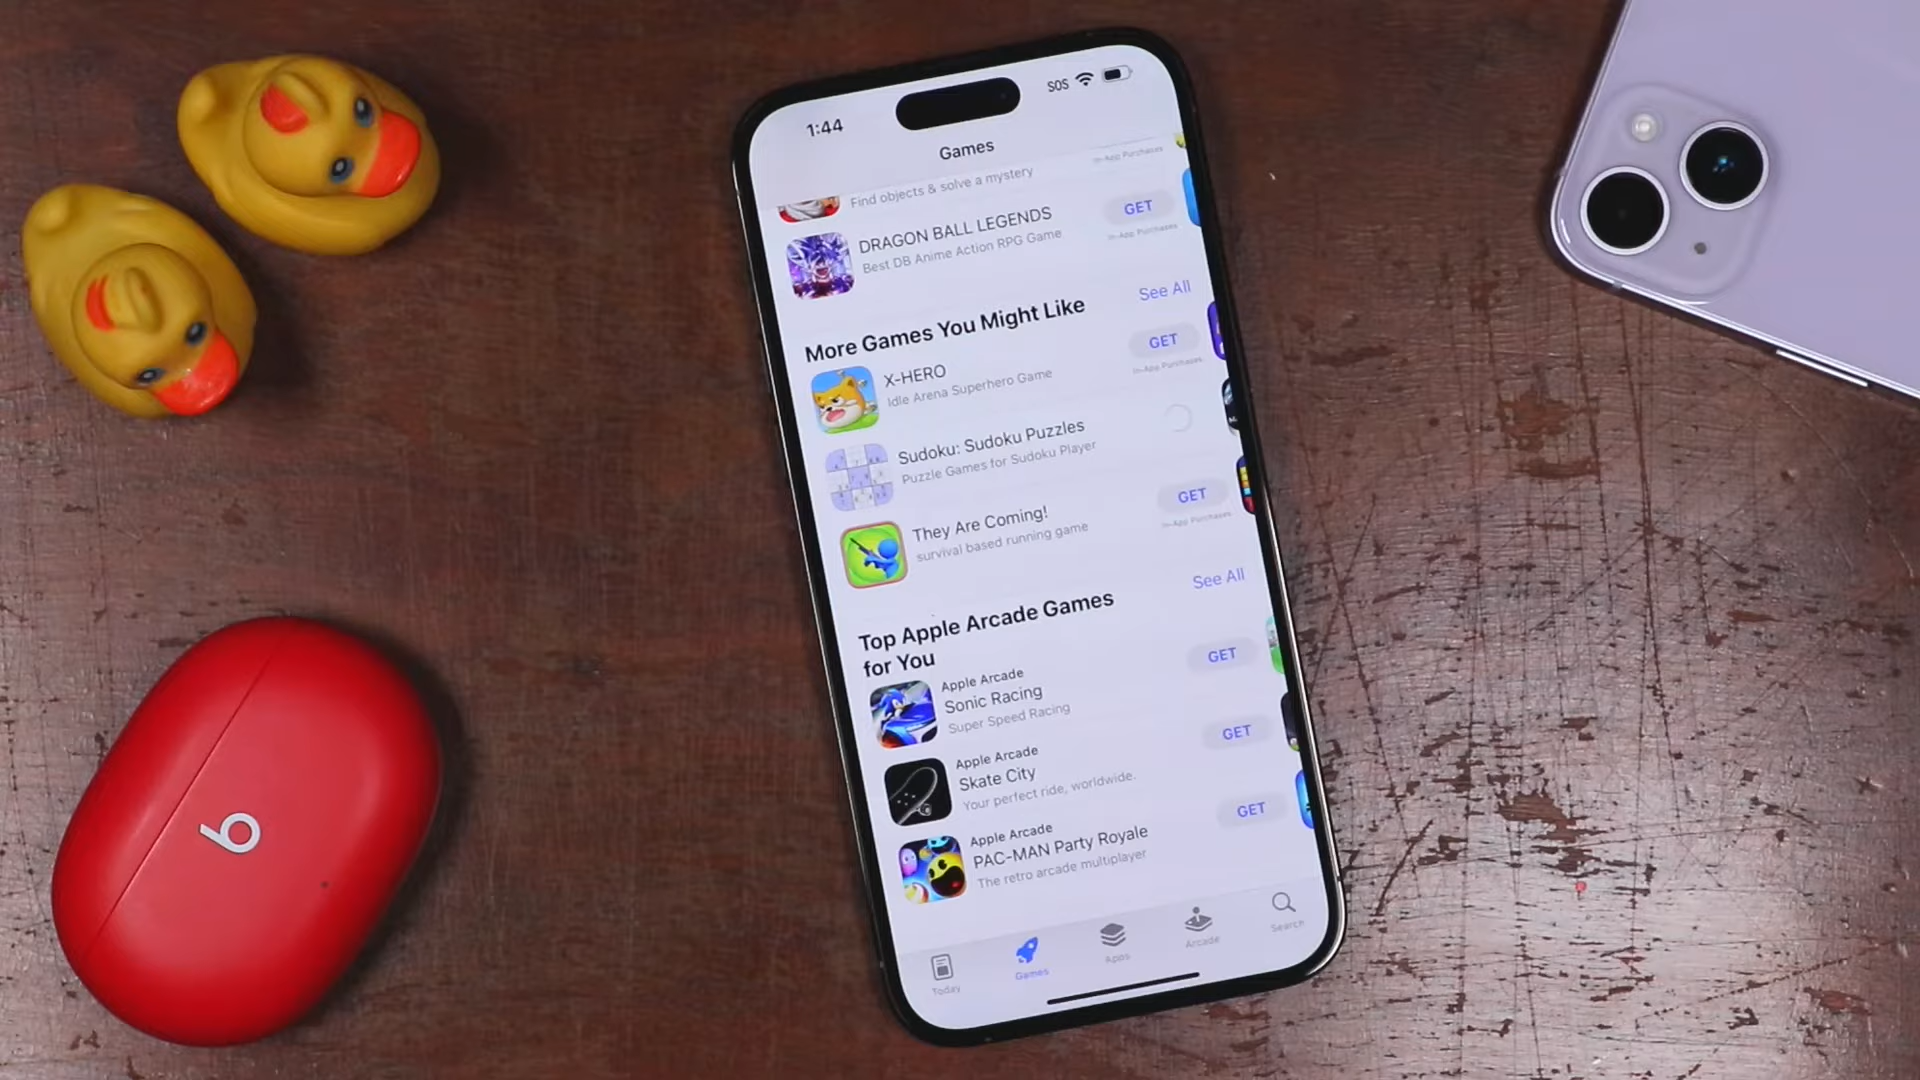 1:44
SOS
Games
In-App Purchases
Find objects & solve a mystery
DRAGON BALL LEGENDS
Best DB Anime Action RPG Game
GET
In-App Purchases
More Games You Might Like
See All
X-HERO
Idle Arena Superhero Game
GET
In-App Purchases
Sudoku: Sudoku Puzzles
Puzzle Games for Sudoku Player
They Are Coming!
survival based running game
GET
In-App Purchases
Top Apple Arcade Games
for You
See All
Apple Arcade
Sonic Racing
Super Speed Racing
GET
Apple Arcade
Skate City
Your perfect ride, worldwide.
GET
Apple Arcade
PAC-MAN Party Royale
The retro arcade multiplayer
GET
Today
Games
Apps
Arcade
Search